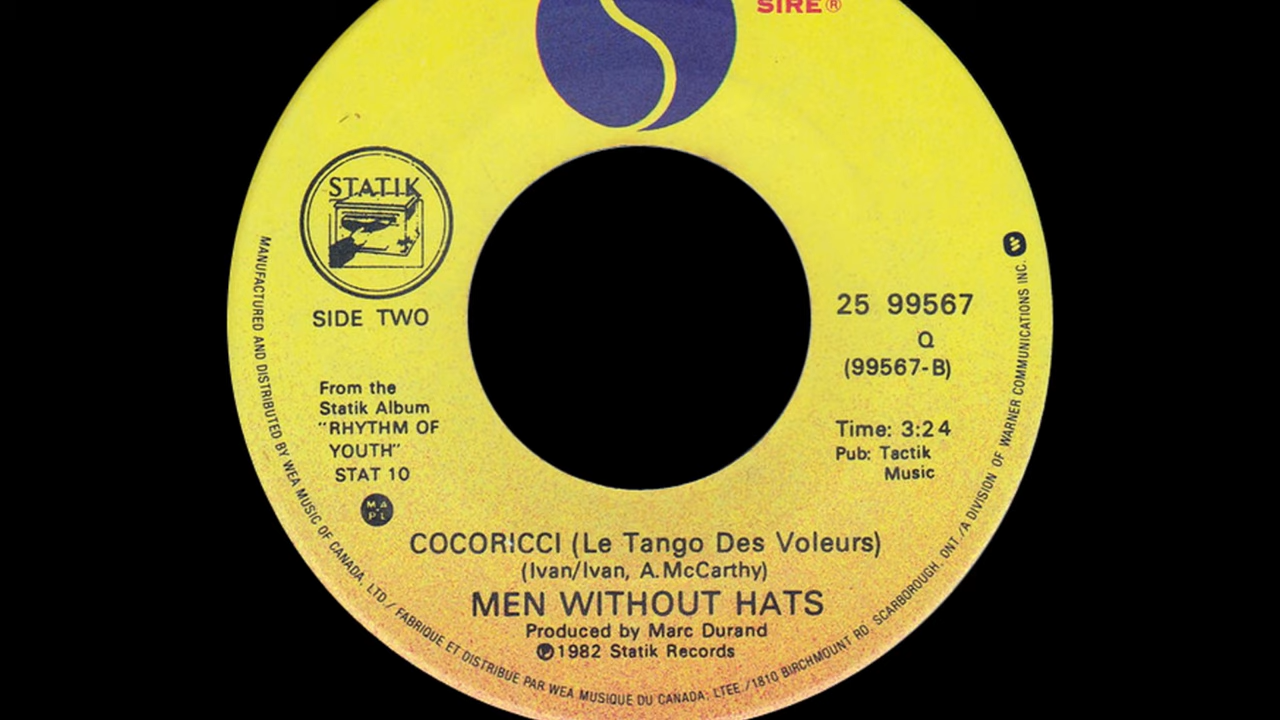 SIRE®
STATIK
SIDE TWO
25 99567
Q
(99567-B)
From the
Statik Album
"RHYTHM OF
YOUTH"
STAT 10
Time: 3:24
Pub: Tactik
Music
MAPL
COCORICCI (Le Tango Des Voleurs)
(Ivan/Ivan, A.McCarthy)
MEN WITHOUT HATS
Produced by Marc Durand
℗1982 Statik Records
MANUFACTURED AND DISTRIBUTED BY WEA MUSIC OF CANADA, LTD / FABRIQUE ET DISTRIBUE PAR WEA MUSIQUE DU CANADA, LTEE./1810 BIRCHMOUNT RD. SCARBOROUGH, ONT./A DIVISION OF WARNER COMMUNICATIONS INC.